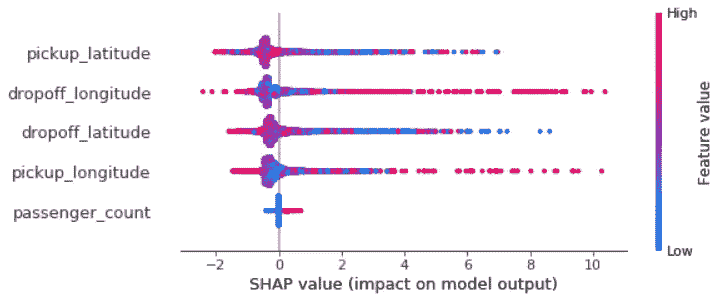 High
pickup_latitude
dropoff_longitude
dropoff_latitude
pickup_longitude
passenger_count
Feature value
Low
−2 0 2 4 6 8 10
SHAP value (impact on model output)